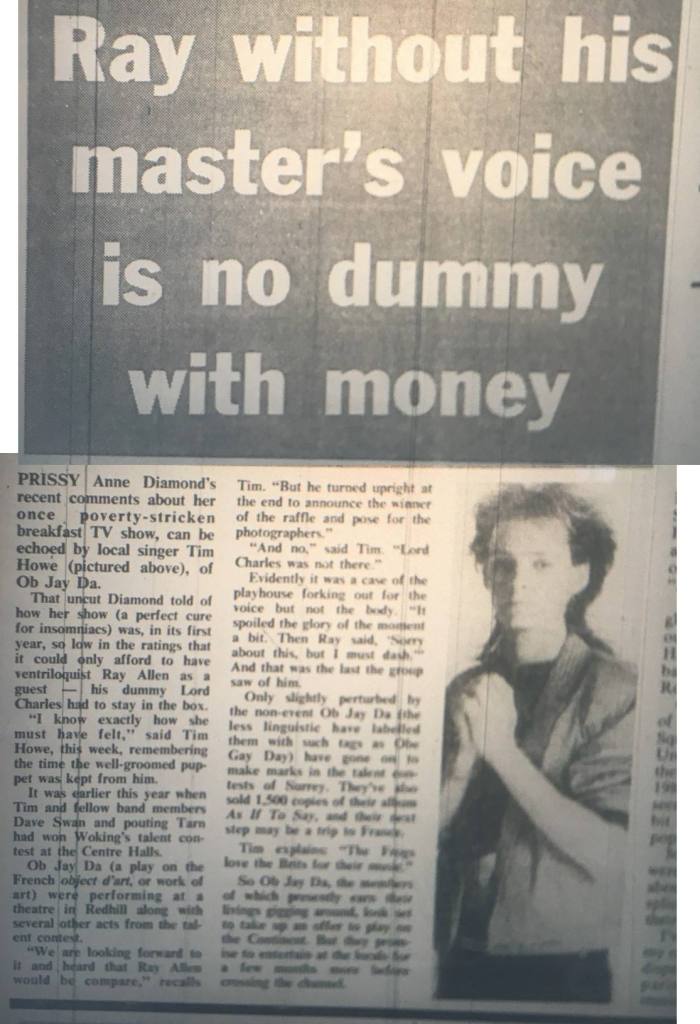 Ray without his
master's voice
is no dummy
with money
PRISSY Anne Diamond's
recent comments about her
once poverty-stricken
breakfast TV show, can be
echoed by local singer Tim
Howe (pictured above), of
Ob Jay Da.
That uncut Diamond told of
how her show (a perfect cure
for insomniacs) was, in its first
year, so low in the ratings that
it could only afford to have
ventriloquist Ray Allen as a
guest — his dummy Lord
Charles had to stay in the box.
"I know exactly how she
must have felt," said Tim
Howe, this week, remembering
the time the well-groomed pup-
pet was kept from him.
It was earlier this year when
Tim and fellow band members
Dave Swan and pouting Tarn
had won Woking's talent con-
test at the Centre Halls.
Ob Jay Da (a play on the
French object d'art, or work of
art) were performing at a
theatre in Redhill along with
several other acts from the tal-
ent contest.
"We are looking forward to
it and heard that Ray Allen
would be compare," recalls
Tim. "But he turned upright at
the end to announce the winner
of the raffle and pose for the
photographers."
"And no," said Tim. "Lord
Charles was not there."
Evidently it was a case of the
playhouse forking out for the
voice but not the body. "It
spoiled the glory of the moment
a bit. Then Ray said, 'Sorry
about this, but I must dash.'"
And that was the last the group
saw of him.
Only slightly perturbed by
the non-event Ob Jay Da (the
less linguistic have labelled
them with such tags as Obe
Gay Day) have gone on to
make marks in the talent con-
tests of Surrey. They've also
sold 1,500 copies of their album
As If To Say, and their next
step may be a trip to France.
Tim explains: "The Frogs
love the Brits for their music."
So Ob Jay Da, the members
of which presently earn their
livings gigging around, look set
to take up an offer to play on
the Continent. But they prom-
ise to entertain at the locals for
a few months more before
crossing the channel.